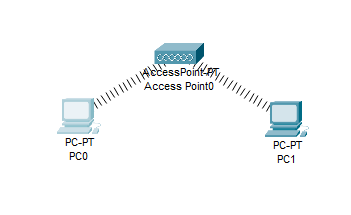 AccessPoint-PT
Access Point0
PC-PT
PC0
PC-PT
PC1